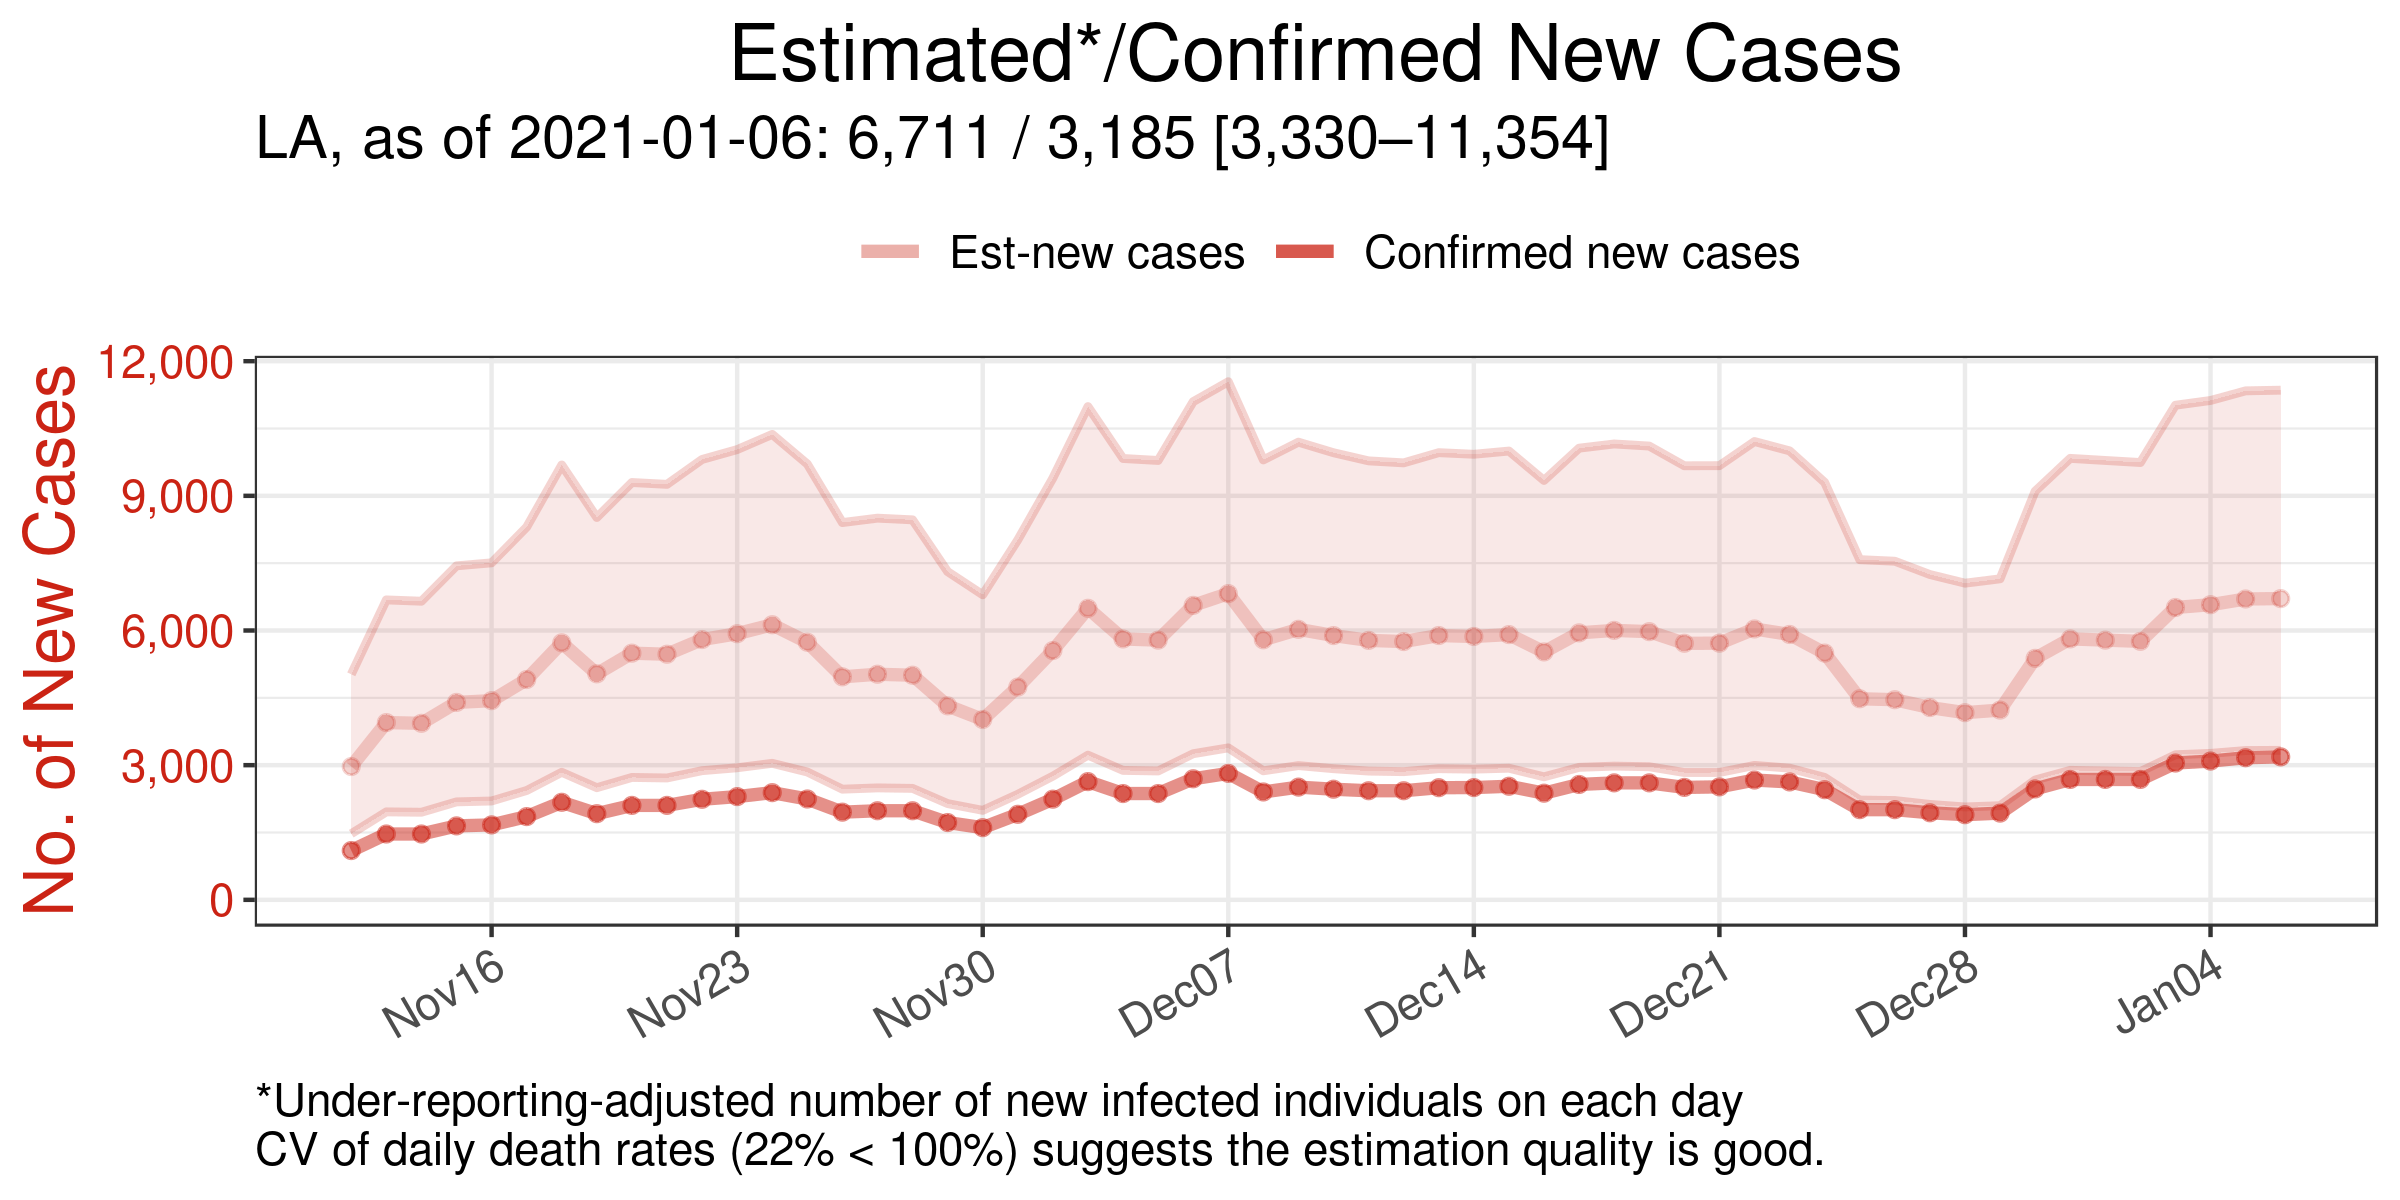 Estimated*/Confirmed New Cases
LA, as of 2021-01-06: 6,711 / 3,185 [3,330–11,354]
Est-new cases
Confirmed new cases
No. of New Cases
12,000
9,000
6,000
3,000
0
Nov16
Nov23
Nov30
Dec07
Dec14
Dec21
Dec28
Jan04
*Under-reporting-adjusted number of new infected individuals on each day
CV of daily death rates (22% < 100%) suggests the estimation quality is good.